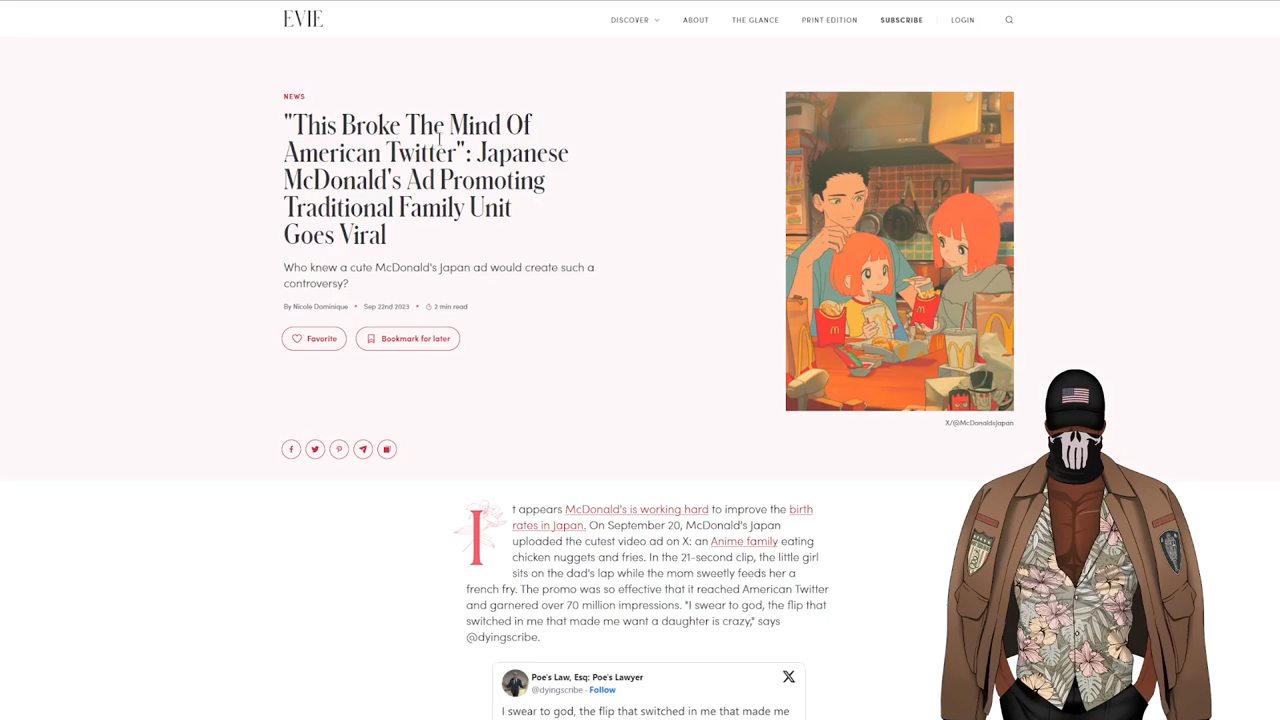 EVIE
DISCOVER
ABOUT
THE GLANCE
PRINT EDITION
SUBSCRIBE
LOGIN
NEWS
"This Broke The Mind Of
American Twitter": Japanese
McDonald's Ad Promoting
Traditional Family Unit
Goes Viral
Who knew a cute McDonald's Japan ad would create such a
controversy?
By Nicole Dominique • Sep 22nd 2023 • 2 min read
Favorite
Bookmark for later
X/@McDonaldsJapan
It appears McDonald's is working hard to improve the birth
rates in Japan. On September 20, McDonald's Japan
uploaded the cutest video ad on X: an Anime family eating
chicken nuggets and fries. In the 21-second clip, the little girl
sits on the dad's lap while the mom sweetly feeds her a
french fry. The promo was so effective that it reached American Twitter
and garnered over 70 million impressions. "I swear to god, the flip that
switched in me that made me want a daughter is crazy," says
@dyingscribe.
Poe's Law, Esq: Poe's Lawyer
@dyingscribe · Follow
I swear to god, the flip that switched in me that made me